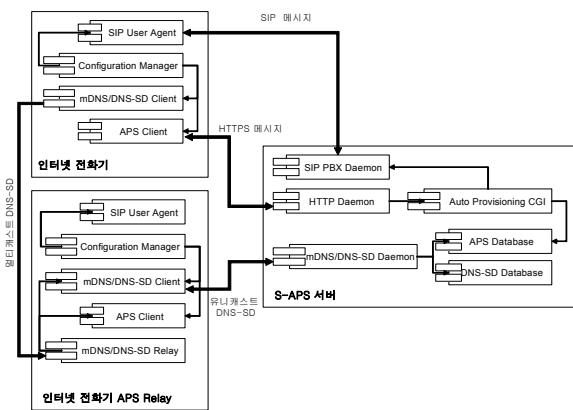 SIP 메시지
SIP User Agent
Configuration Manager
mDNS/DNS-SD Client
APS Client
인터넷 전화기
HTTPS 메시지
멀티캐스트 DNS-SD
SIP PBX Daemon
HTTP Daemon
Auto Provisioning CGI
mDNS/DNS-SD Daemon
APS Database
DNS-SD Database
S-APS 서버
유니캐스트
DNS-SD
SIP User Agent
Configuration Manager
mDNS/DNS-SD Client
APS Client
mDNS/DNS-SD Relay
인터넷 전화기 APS Relay